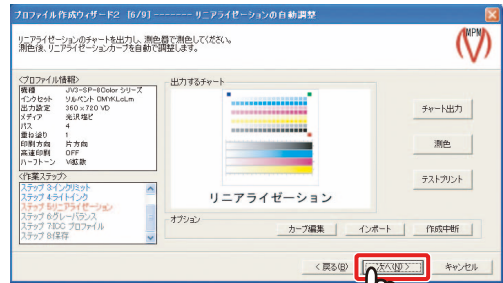 プロファイル作成ウィザード2 [6/9] ------- リニアライゼーションの自動調整
リニアライゼーションのチャートを出力し、測色器で測色してください。
測色後、リニアライゼーションカーブを自動で調整します。
MPM
<プロファイル情報>
機種 JV3-SP-8Color シリーズ
インクセット ソルベント CMYKLcLm
出力設定 360 x 720 VD
メディア 光沢塩ビ
パス 4
重ね塗り 1
印刷方向 片方向
高速印刷 OFF
ハーフトーン V拡散
<作業ステップ>
ステップ 3 インクリミット
ステップ 4 ライトインク
ステップ 5 リニアライゼーション
ステップ 6 グレーバランス
ステップ 7 ICC プロファイル
ステップ 8 保存
出力するチャート
リニアライゼーション
チャート出力
測色
テストプリント
オプション
カーブ編集
インポート
作成中断
< 戻る(B)
次へ(N) >
キャンセル